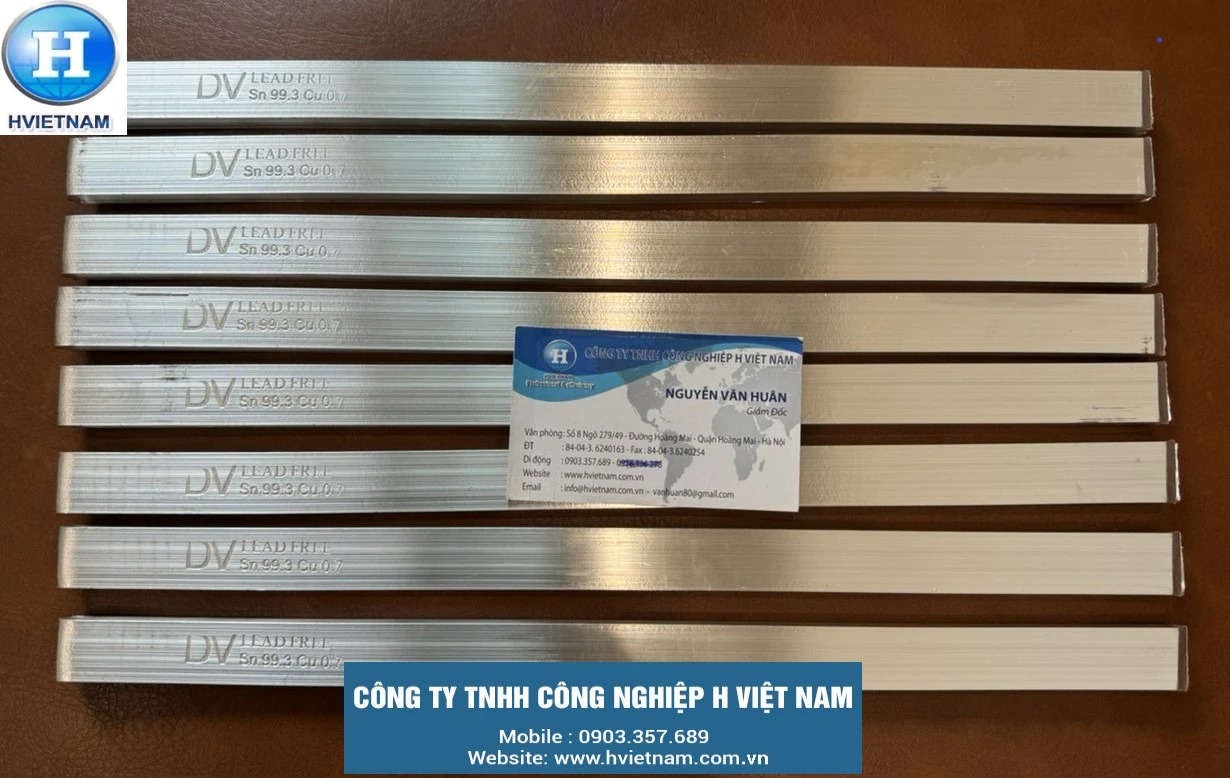 H
HVIETNAM
DV LEAD FREE
Sn 99.3 Cu 0.7
DV LEAD FREE
Sn 99.3 Cu 0.7
DV LEAD FREE
Sn 99.3 Cu 0.7
DV LEAD FREE
Sn 99.3 Cu 0.7
DV LEAD FREE
Sn 99.3 Cu 0.7
DV LEAD FREE
Sn 99.3 Cu 0.7
DV LEAD FREE
Sn 99.3 Cu 0.7
DV LEAD FREE
Sn 99.3 Cu 0.7
H
CÔNG TY TNHH CÔNG NGHIỆP H VIỆT NAM
NGUYỄN VĂN HUÂN
Giám Đốc
Văn phòng : Số 8 Ngõ 279/49 - Đường Hoàng Mai - Quận Hoàng Mai - Hà Nội
ĐT : 84-04-3. 6240163 - Fax : 84-04-3.6240254
Di động : 0903.357.689 -
Website : www.hvietnam.com.vn
Email : info@hvietnam.com.vn - vanhuan80@gmail.com
CÔNG TY TNHH CÔNG NGHIỆP H VIỆT NAM
Mobile : 0903.357.689
Website: www.hvietnam.com.vn